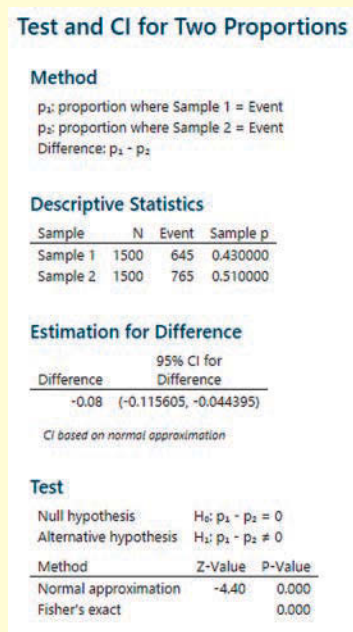 Test and CI for Two Proportions
Method
p₁: proportion where Sample 1 = Event
p₂: proportion where Sample 2 = Event
Difference: p₁ - p₂
Descriptive Statistics
Sample N Event Sample p
Sample 1 1500 645 0.430000
Sample 2 1500 765 0.510000
Estimation for Difference
95% CI for
Difference Difference
-0.08 (-0.115605, -0.044395)
CI based on normal approximation
Test
Null hypothesis H₀: p₁ - p₂ = 0
Alternative hypothesis H₁: p₁ - p₂ ≠ 0
Method Z-Value P-Value
Normal approximation -4.40 0.000
Fisher's exact 0.000